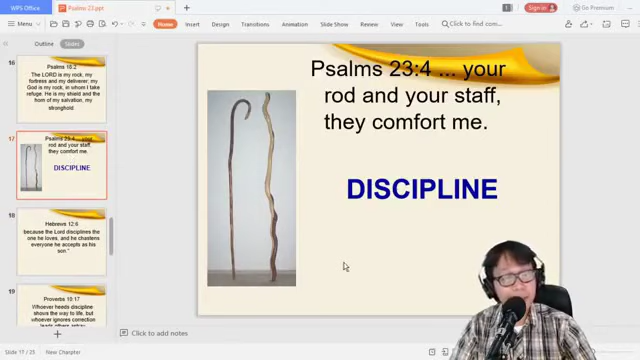 WPS Office
Psalms 23.ppt
Sign in
Go Premium
Menu
Home
Insert
Design
Transitions
Animation
Slide Show
Review
View
Click to find com...
Outline
Slides
16
Psalms 18:2
The LORD is my rock, my
fortress and my deliverer; my
God is my rock, in whom I take
refuge. He is my shield and the
horn of my salvation, my
stronghold
17
Psalms 23:4 ... your
rod and your staff,
they comfort me.
DISCIPLINE
18
Hebrews 12:6
because the Lord disciplines
the one he loves, and he chastens
everyone he accepts as his
son."
19
Proverbs 10:17
Whoever heeds discipline
shows the way to life, but
whoever ignores correction
leads others astray
Psalms 23:4 ... your
rod and your staff,
they comfort me.
DISCIPLINE
Click to add notes
Slide 17 / 25
New Chapter